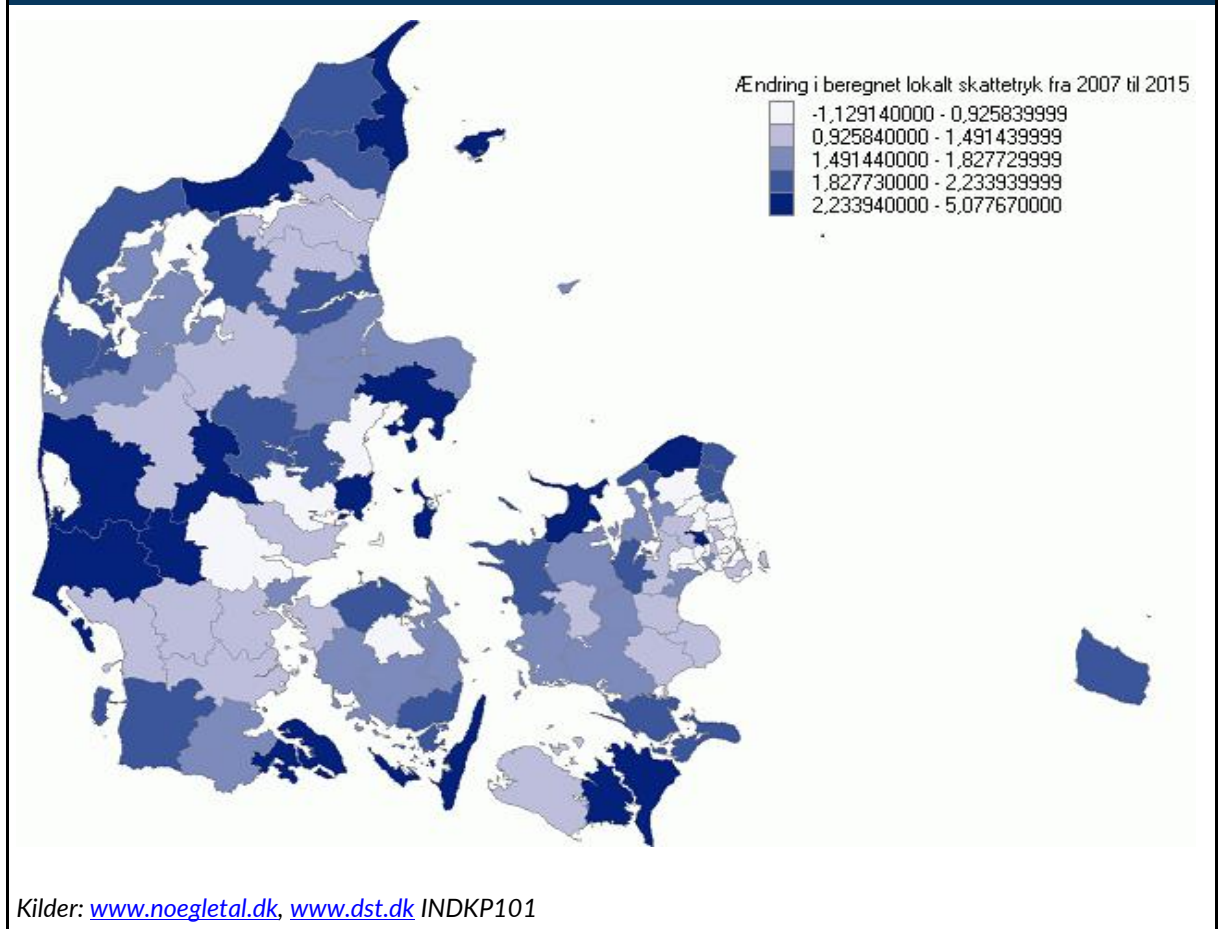 Ændring i beregnet lokalt skattetryk fra 2007 til 2015
-1,129140000 - 0,925839999
0,925840000 - 1,491439999
1,491440000 - 1,827729999
1,827730000 - 2,233939999
2,233940000 - 5,077670000
Kilder: www.noegletal.dk, www.dst.dk INDKP101